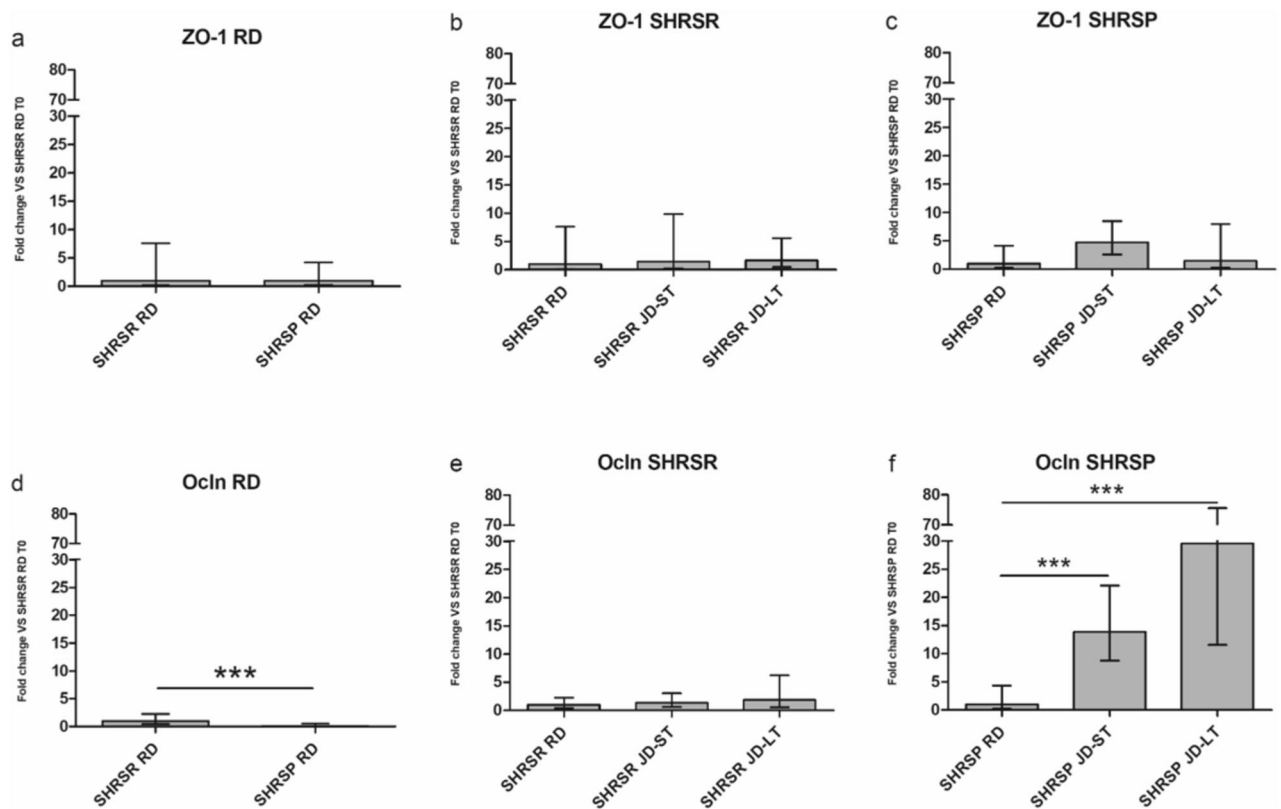 a
ZO-1 RD
Fold change VS SHRSR RD T0
80
70
30
25
20
15
10
5
0
SHRSR RD
SHRSP RD
b
ZO-1 SHRSR
Fold change VS SHRSR RD T0
80
70
30
25
20
15
10
5
0
SHRSR RD
SHRSR JD-ST
SHRSR JD-LT
c
ZO-1 SHRSP
Fold change VS SHRSP RD T0
80
70
30
25
20
15
10
5
0
SHRSP RD
SHRSP JD-ST
SHRSP JD-LT
d
Ocln RD
Fold change VS SHRSR RD T0
80
70
30
25
20
15
10
5
0
***
SHRSR RD
SHRSP RD
e
Ocln SHRSR
Fold change VS SHRSR RD T0
80
70
30
25
20
15
10
5
0
SHRSR RD
SHRSR JD-ST
SHRSR JD-LT
f
Ocln SHRSP
Fold change VS SHRSP RD T0
80
70
30
25
20
15
10
5
0
***
***
SHRSP RD
SHRSP JD-ST
SHRSP JD-LT